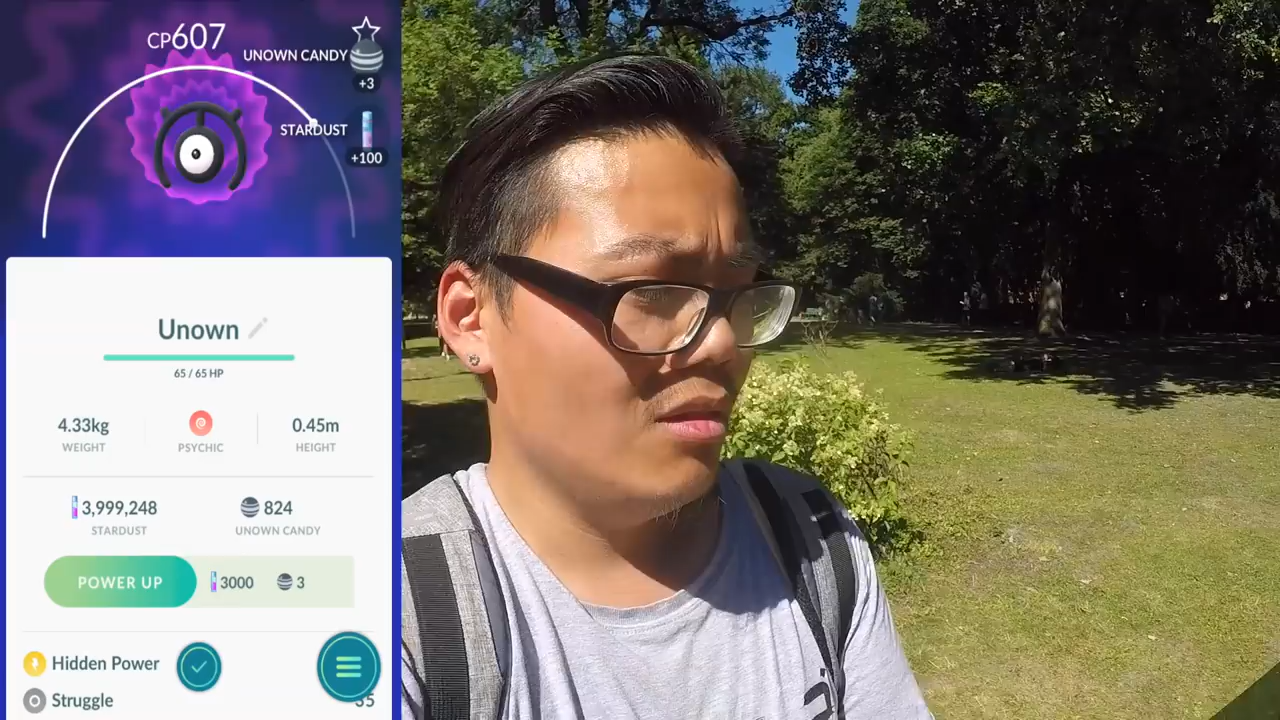 CP607
UNOWN CANDY
+3
STARDUST
+100
Unown
65 / 65 HP
4.33kg
WEIGHT
PSYCHIC
0.45m
HEIGHT
3,999,248
STARDUST
824
UNOWN CANDY
POWER UP
3000
3
Hidden Power
Struggle
35